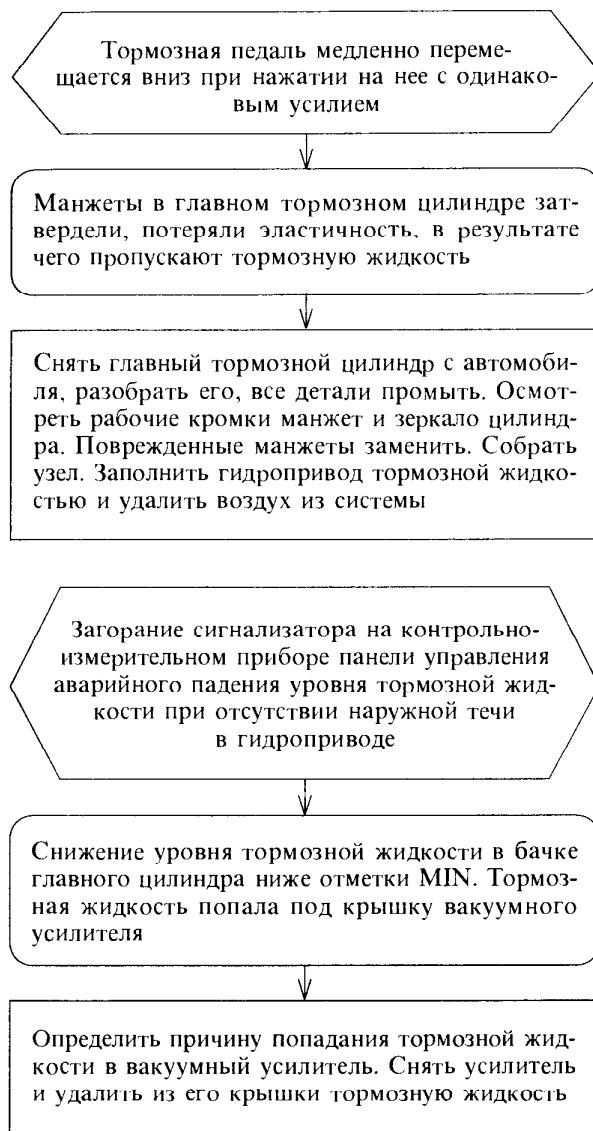 Тормозная педаль медленно переме-
щается вниз при нажатии на нее с одинако-
вым усилием
Манжеты в главном тормозном цилиндре зат-
вердели, потеряли эластичность, в результате
чего пропускают тормозную жидкость
Снять главный тормозной цилиндр с автомоби-
ля, разобрать его, все детали промыть. Осмот-
реть рабочие кромки манжет и зеркало цилинд-
ра. Поврежденные манжеты заменить. Собрать
узел. Заполнить гидропривод тормозной жидко-
стью и удалить воздух из системы
Загорание сигнализатора на контрольно-
измерительном приборе панели управления
аварийного падения уровня тормозной жид-
кости при отсутствии наружной течи
в гидроприводе
Снижение уровня тормозной жидкости в бачке
главного цилиндра ниже отметки MIN. Тормоз-
ная жидкость попала под крышку вакуумного
усилителя
Определить причину попадания тормозной жид-
кости в вакуумный усилитель. Снять усилитель
и удалить из его крышки тормозную жидкость